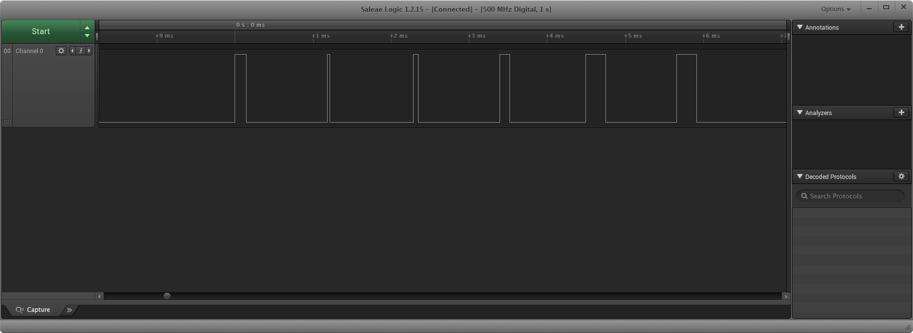 Saleae Logic 1.2.15 - [Connected] - [500 MHz Digital, 1 s]
Options
Start
0 s : 0 ms
+9 ms
+1 ms
+2 ms
+3 ms
+4 ms
+5 ms
+6 ms
00
Channel 0
Annotations
Analyzers
Decoded Protocols
Search Protocols
Capture